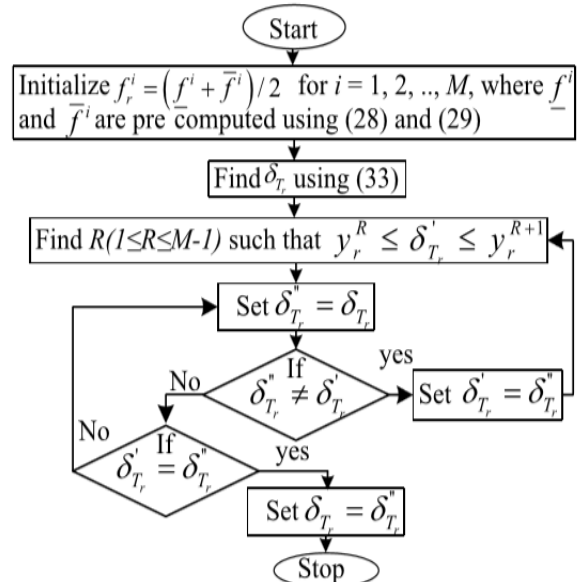 Start
Initialize f_r^i = (f̲^i + f̄^i)/2 for i = 1, 2, .., M, where f̲^i
and f̄^i are pre computed using (28) and (29)
Find δ_{T_r} using (33)
Find R(1≤R≤M-1) such that y_r^R ≤ δ'_{T_r} ≤ y_r^{R+1}
Set δ''_{T_r} = δ_{T_r}
If
δ''_{T_r} ≠ δ'_{T_r}
yes
Set δ'_{T_r} = δ''_{T_r}
No
No
If
δ'_{T_r} = δ''_{T_r}
yes
Set δ_{T_r} = δ''_{T_r}
Stop